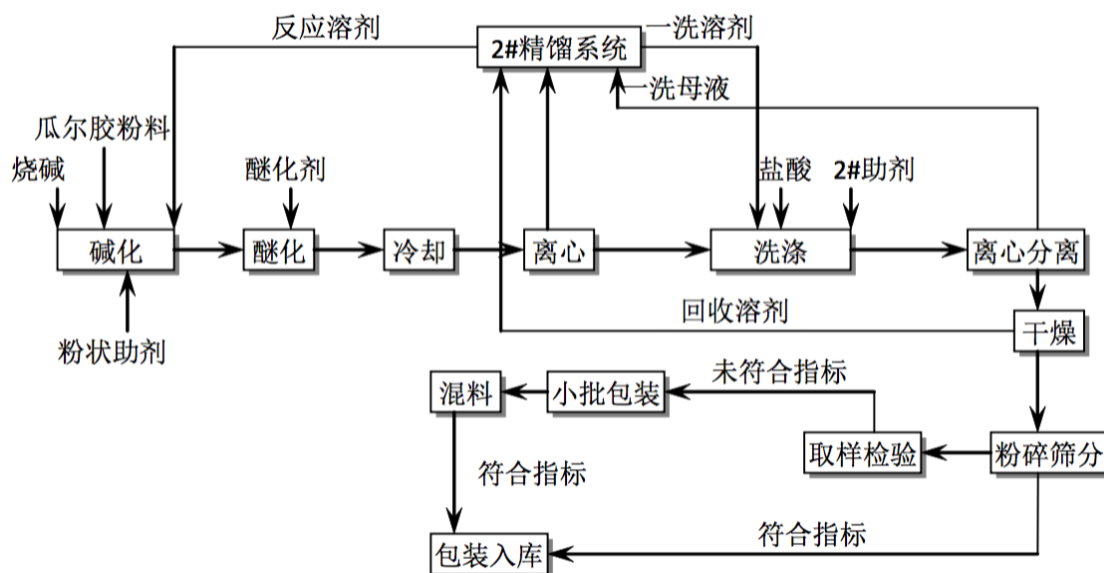 反应溶剂
2#精馏系统
一洗溶剂
一洗母液
瓜尔胶粉料
烧碱
醚化剂
盐酸
2#助剂
碱化
醚化
冷却
离心
洗涤
离心分离
粉状助剂
回收溶剂
干燥
混料
小批包装
未符合指标
取样检验
粉碎筛分
符合指标
符合指标
包装入库